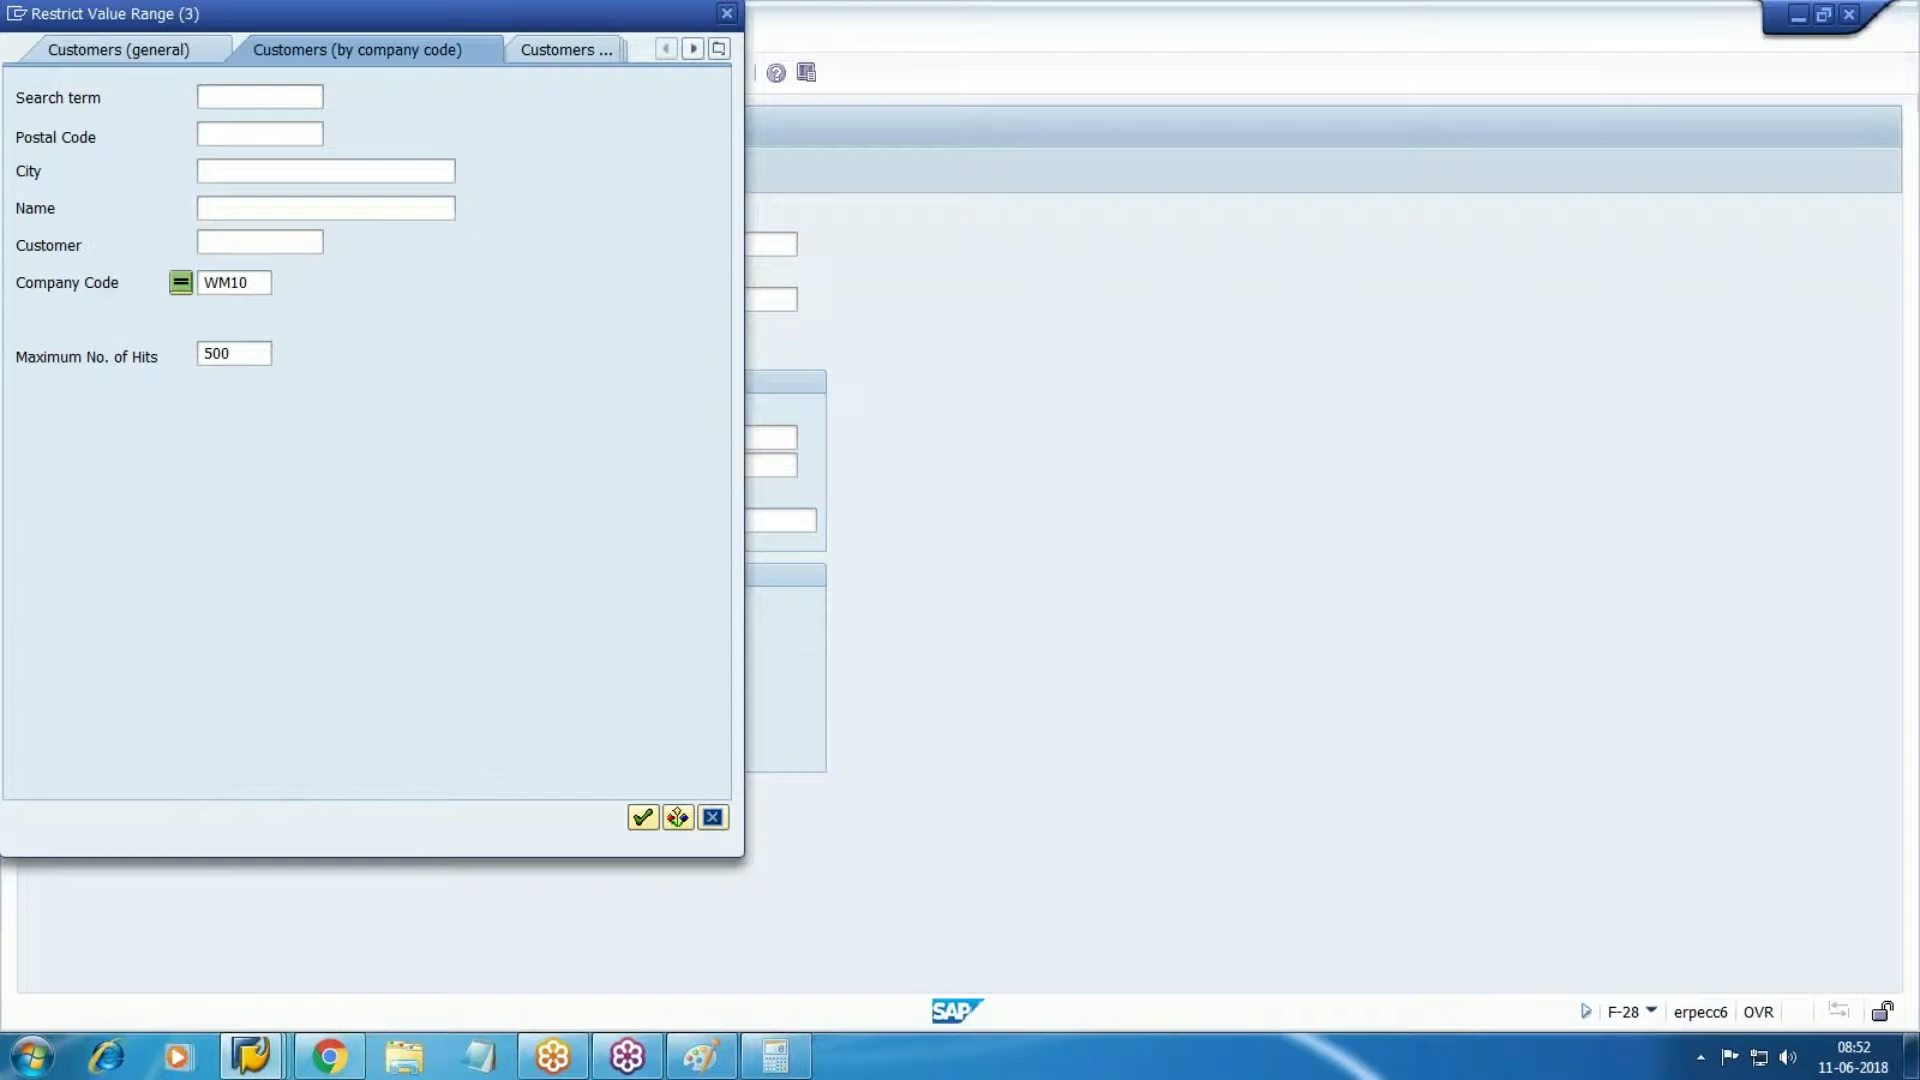 Restrict Value Range (3)
Customers (general)
Customers (by company code)
Customers ...
Search term
Postal Code
City
Name
Customer
Company Code
WM10
Maximum No. of Hits
500
SAP
F-28
erpecc6
OVR
08:52
11-06-2018